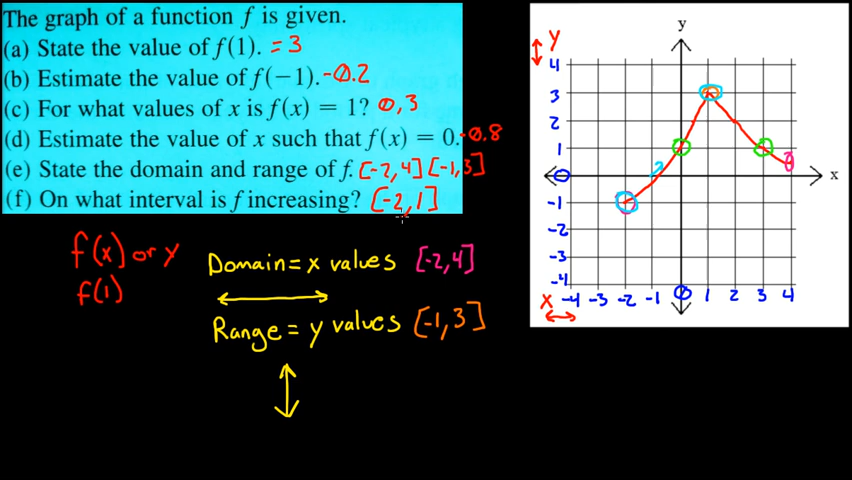 The graph of a function f is given.
(a) State the value of f(1). = 3
(b) Estimate the value of f(−1). -0.2
(c) For what values of x is f(x) = 1? 0,3
(d) Estimate the value of x such that f(x) = 0. -0.8
(e) State the domain and range of f. [-2,4] [-1,3]
(f) On what interval is f increasing? [-2,1]
f(x) or y
f(1)
Domain = x values [-2,4]
Range = y values [-1,3]
y
Y
4
3
2
1
0
-1
-2
-3
-4
x
X -4 -3 -2 -1 0 1 2 3 4